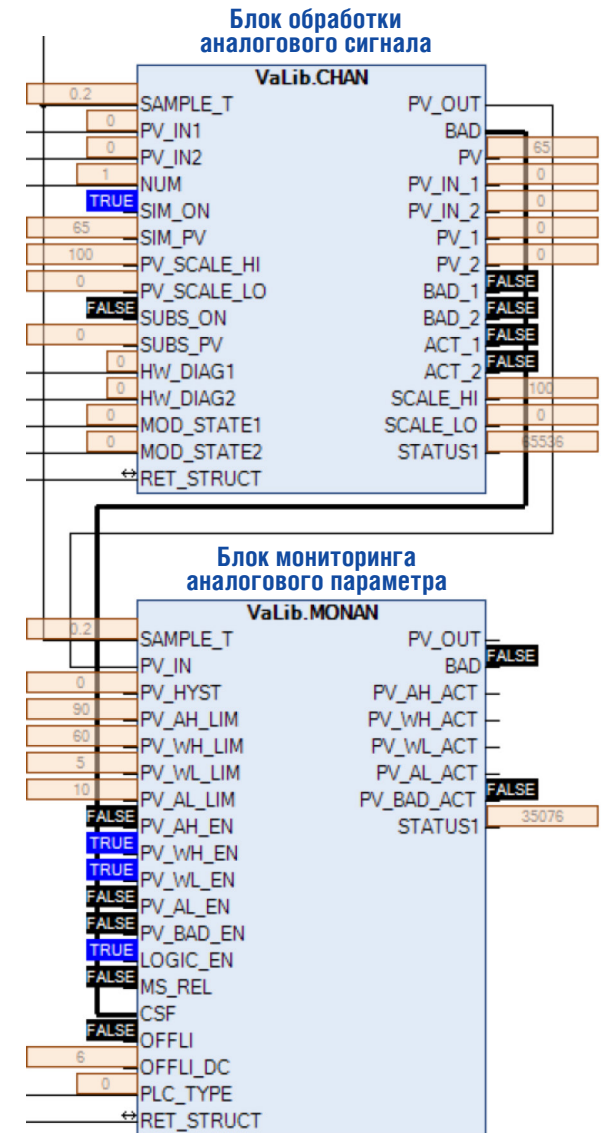 Блок обработки
аналогового сигнала
VaLib.CHAN
0.2 SAMPLE_T PV_OUT
0 PV_IN1 BAD
0 PV_IN2 PV 65
1 NUM PV_IN_1 0
TRUE SIM_ON PV_IN_2 0
65 SIM_PV PV_1 0
100 PV_SCALE_HI PV_2 0
0 PV_SCALE_LO BAD_1 FALSE
FALSE SUBS_ON BAD_2 FALSE
0 SUBS_PV ACT_1 FALSE
0 HW_DIAG1 ACT_2 FALSE
0 HW_DIAG2 SCALE_HI 100
0 MOD_STATE1 SCALE_LO 0
0 MOD_STATE2 STATUS1 65536
RET_STRUCT
Блок мониторинга
аналогового параметра
VaLib.MONAN
0.2 SAMPLE_T PV_OUT
PV_IN BAD FALSE
0 PV_HYST PV_AH_ACT
90 PV_AH_LIM PV_WH_ACT
60 PV_WH_LIM PV_WL_ACT
5 PV_WL_LIM PV_AL_ACT
10 PV_AL_LIM PV_BAD_ACT FALSE
FALSE PV_AH_EN STATUS1 35076
TRUE PV_WH_EN
TRUE PV_WL_EN
FALSE PV_AL_EN
FALSE PV_BAD_EN
TRUE LOGIC_EN
FALSE MS_REL
CSF
FALSE OFFLI
6 OFFLI_DC
0 PLC_TYPE
RET_STRUCT